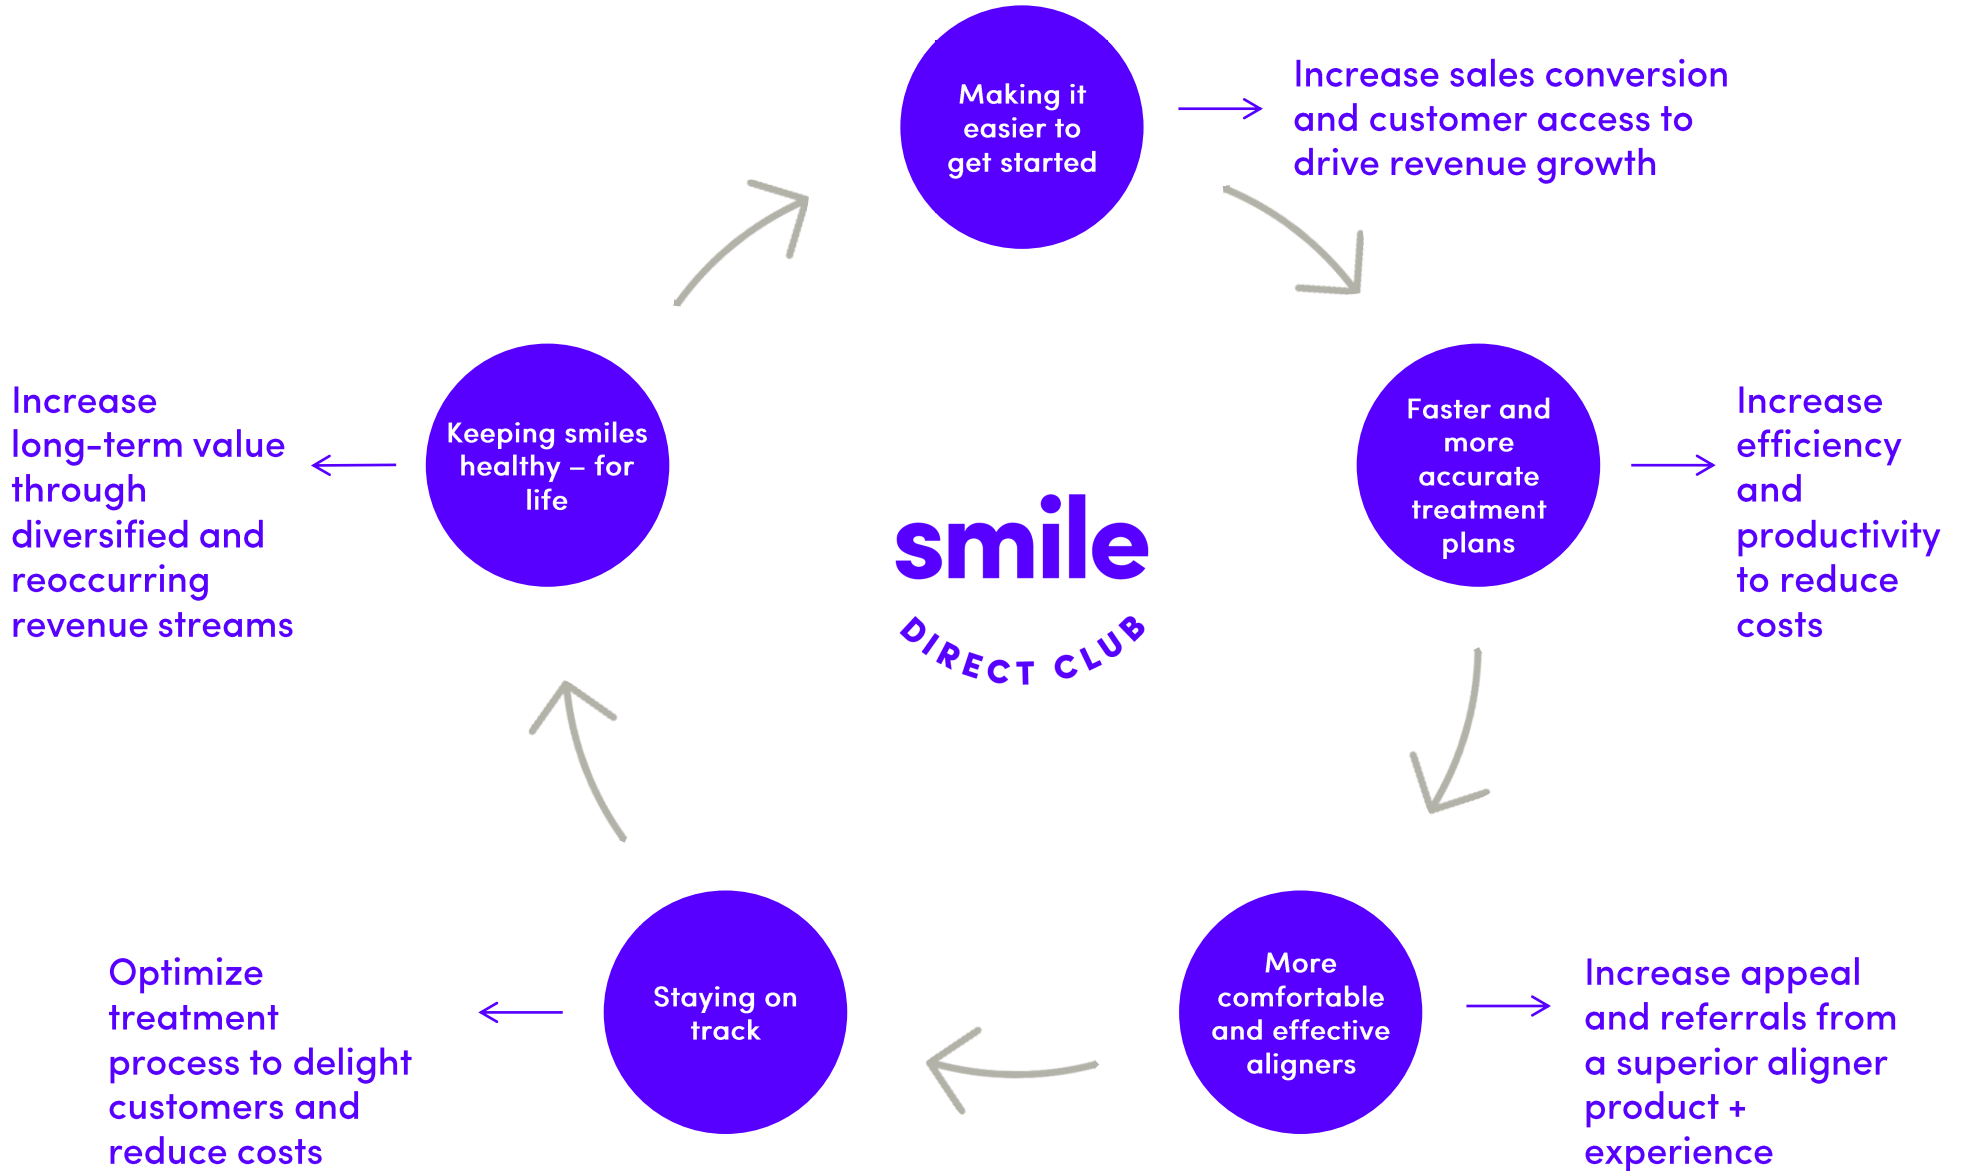 Making it
easier to
get started
Increase sales conversion
and customer access to
drive revenue growth
Faster and
more
accurate
treatment
plans
Increase
efficiency
and
productivity
to reduce
costs
More
comfortable
and effective
aligners
Increase appeal
and referrals from
a superior aligner
product +
experience
Staying on
track
Optimize
treatment
process to delight
customers and
reduce costs
Keeping smiles
healthy – for
life
Increase
long-term value
through
diversified and
reoccurring
revenue streams
smile
DIRECT CLUB